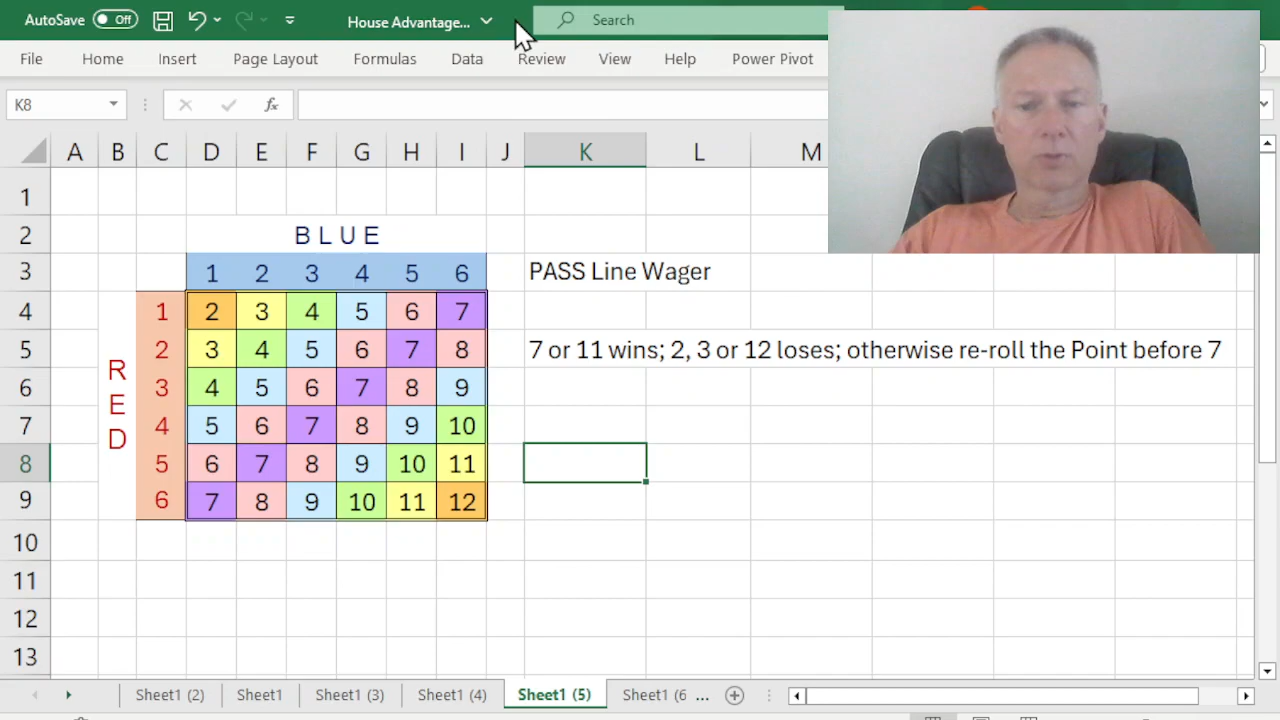 AutoSave Off House Advantage... Search
File Home Insert Page Layout Formulas Data Review View Help Power Pivot
K8 fx
A B C D E F G H I J K L M
1
2 B L U E
3 1 2 3 4 5 6 PASS Line Wager
4 1 2 3 4 5 6 7
5 2 3 4 5 6 7 8 7 or 11 wins; 2, 3 or 12 loses; otherwise re-roll the Point before 7
R
6 3 4 5 6 7 8 9
E
7 4 5 6 7 8 9 10
D
8 5 6 7 8 9 10 11
9 6 7 8 9 10 11 12
10
11
12
13
Sheet1 (2) Sheet1 Sheet1 (3) Sheet1 (4) Sheet1 (5) Sheet1 (6 ...